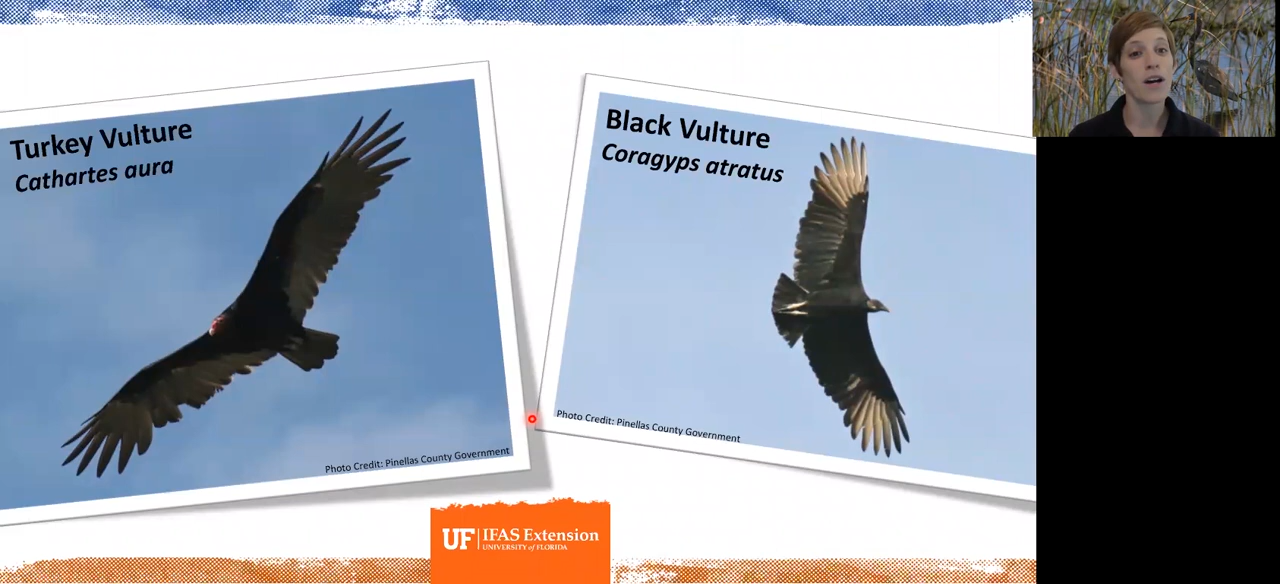 Turkey Vulture
Cathartes aura
Photo Credit: Pinellas County Government
Black Vulture
Coragyps atratus
Photo Credit: Pinellas County Government
UF IFAS Extension
UNIVERSITY of FLORIDA